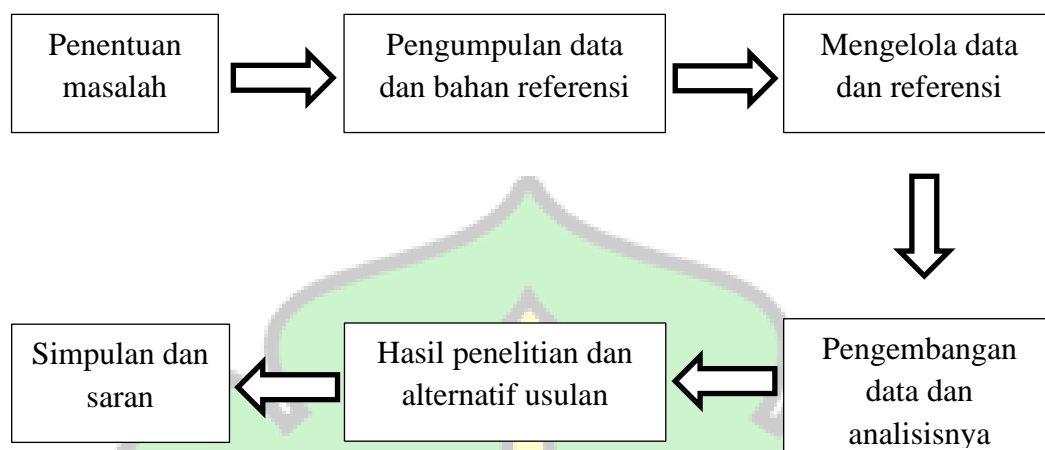 Penentuan
masalah
Pengumpulan data
dan bahan referensi
Mengelola data
dan referensi
Pengembangan
data dan
analisisnya
Hasil penelitian dan
alternatif usulan
Simpulan dan
saran